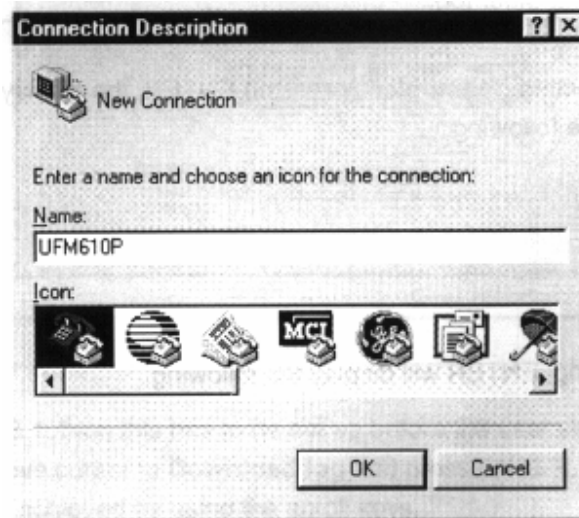 Connection Description
New Connection
Enter a name and choose an icon for the connection:
Name:
UFM610P
Icon:
MCI
OK
Cancel